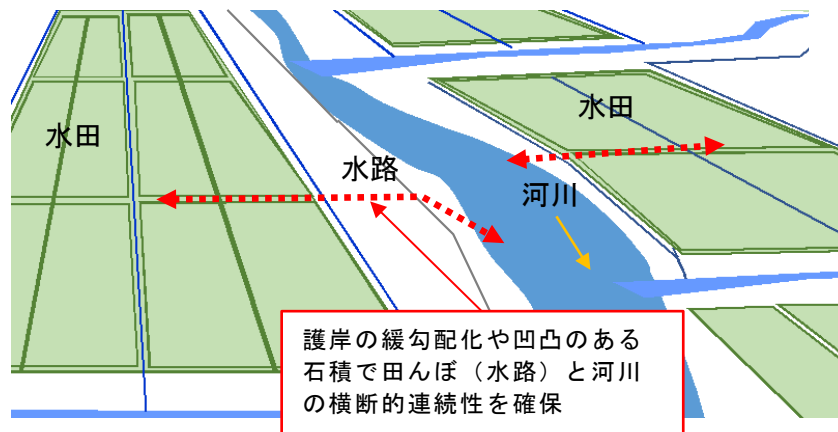 水田
水田
水路
河川
護岸の緩勾配化や凹凸のある
石積で田んぼ（水路）と河川
の横断的連続性を確保